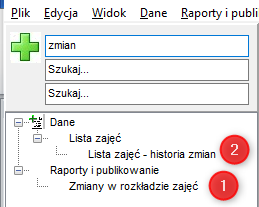 Plik Edycja Widok Dane Raporty i publi
zmian
Szukaj...
Szukaj...
Dane
Lista zajęć
Lista zajęć - historia zmian 2
Raporty i publikowanie
Zmiany w rozkładzie zajęć 1